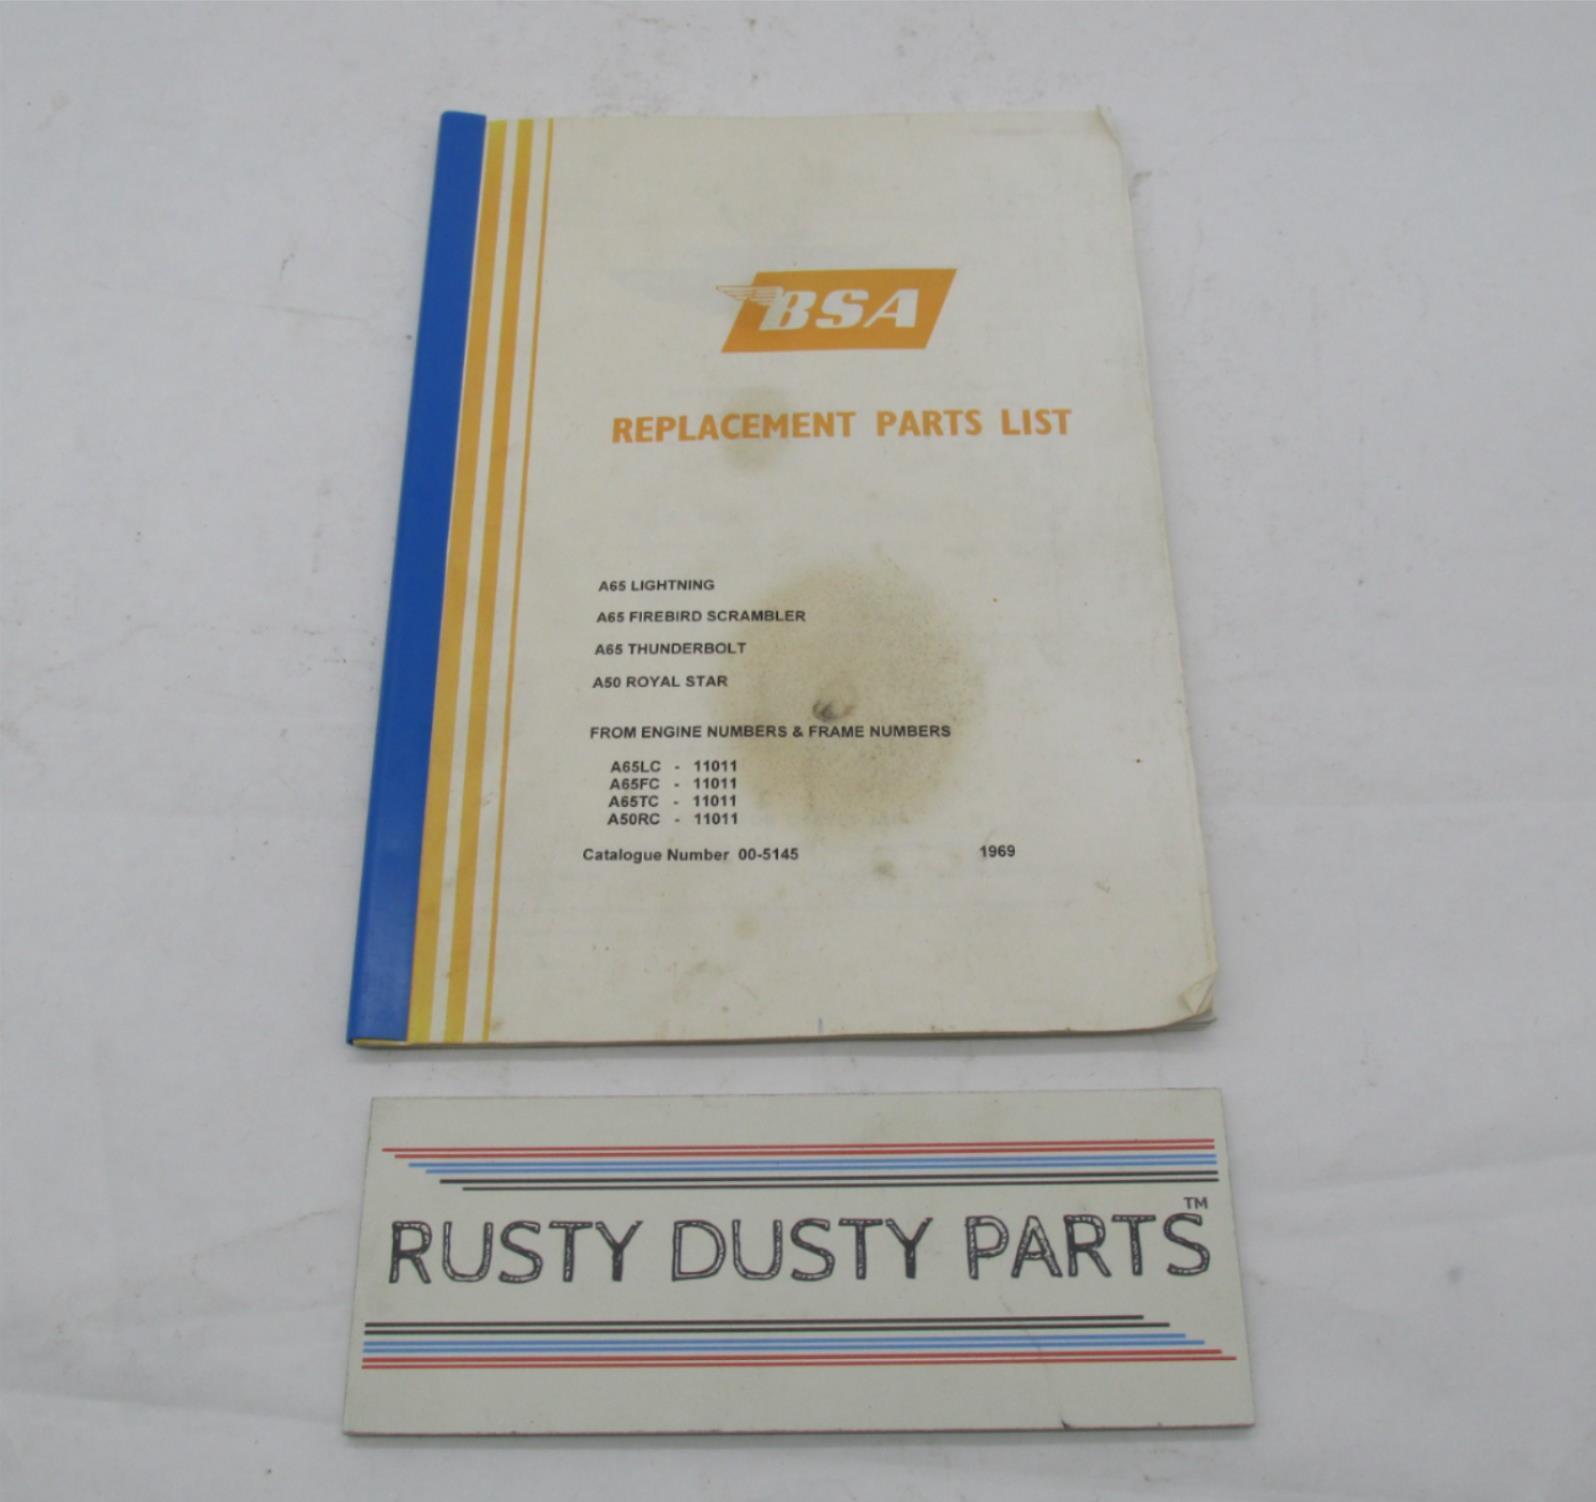 BSA
REPLACEMENT PARTS LIST
A65 LIGHTNING
A65 FIREBIRD SCRAMBLER
A65 THUNDERBOLT
A50 ROYAL STAR
FROM ENGINE NUMBERS & FRAME NUMBERS
A65LC - 11011
A65FC - 11011
A65TC - 11011
A50RC - 11011
Catalogue Number 00-5145 1969
RUSTY DUSTY PARTS™